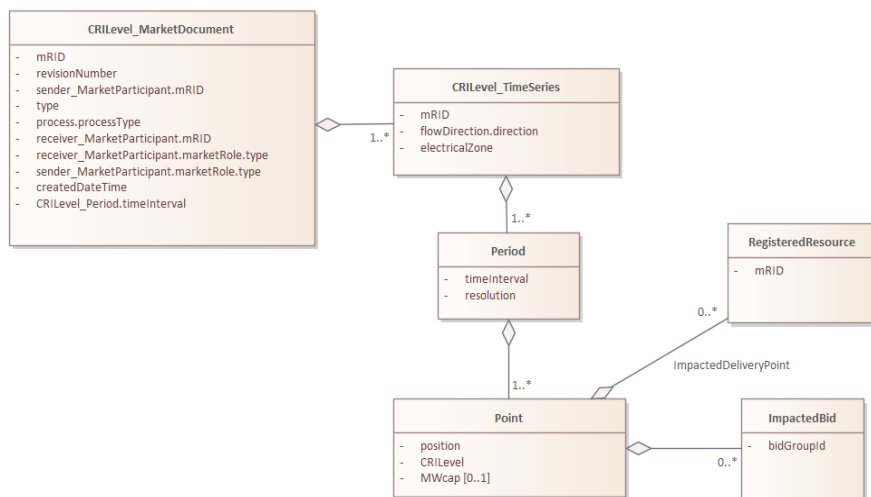 CRILevel_MarketDocument
- mRID
- revisionNumber
- sender_MarketParticipant.mRID
- type
- process.processType
- receiver_MarketParticipant.mRID
- receiver_MarketParticipant.marketRole.type
- sender_MarketParticipant.marketRole.type
- createdDateTime
- CRILevel_Period.timeInterval
1..*
CRILevel_TimeSeries
- mRID
- flowDirection.direction
- electricalZone
1..*
Period
- timeInterval
- resolution
1..*
RegisteredResource
- mRID
0..*
ImpactedDeliveryPoint
Point
- position
- CRILevel
- MWcap [0..1]
0..*
ImpactedBid
- bidGroupId